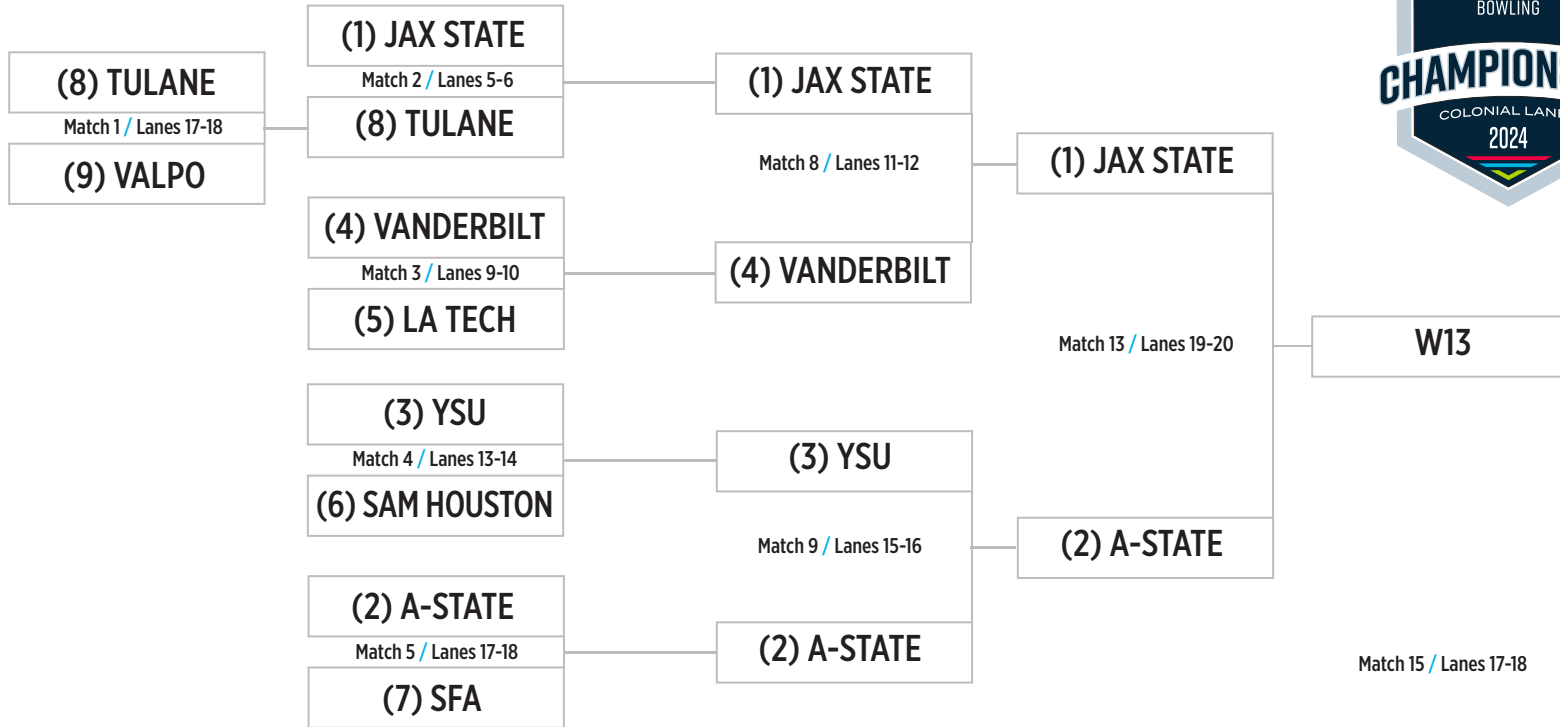 BOWLING
CHAMPION
COLONIAL LANE
2024
(8) TULANE
Match 1 / Lanes 17-18
(9) VALPO
(1) JAX STATE
Match 2 / Lanes 5-6
(8) TULANE
(4) VANDERBILT
Match 3 / Lanes 9-10
(5) LA TECH
(3) YSU
Match 4 / Lanes 13-14
(6) SAM HOUSTON
(2) A-STATE
Match 5 / Lanes 17-18
(7) SFA
(1) JAX STATE
Match 8 / Lanes 11-12
(4) VANDERBILT
(3) YSU
Match 9 / Lanes 15-16
(2) A-STATE
(1) JAX STATE
Match 13 / Lanes 19-20
(2) A-STATE
W13
Match 15 / Lanes 17-18